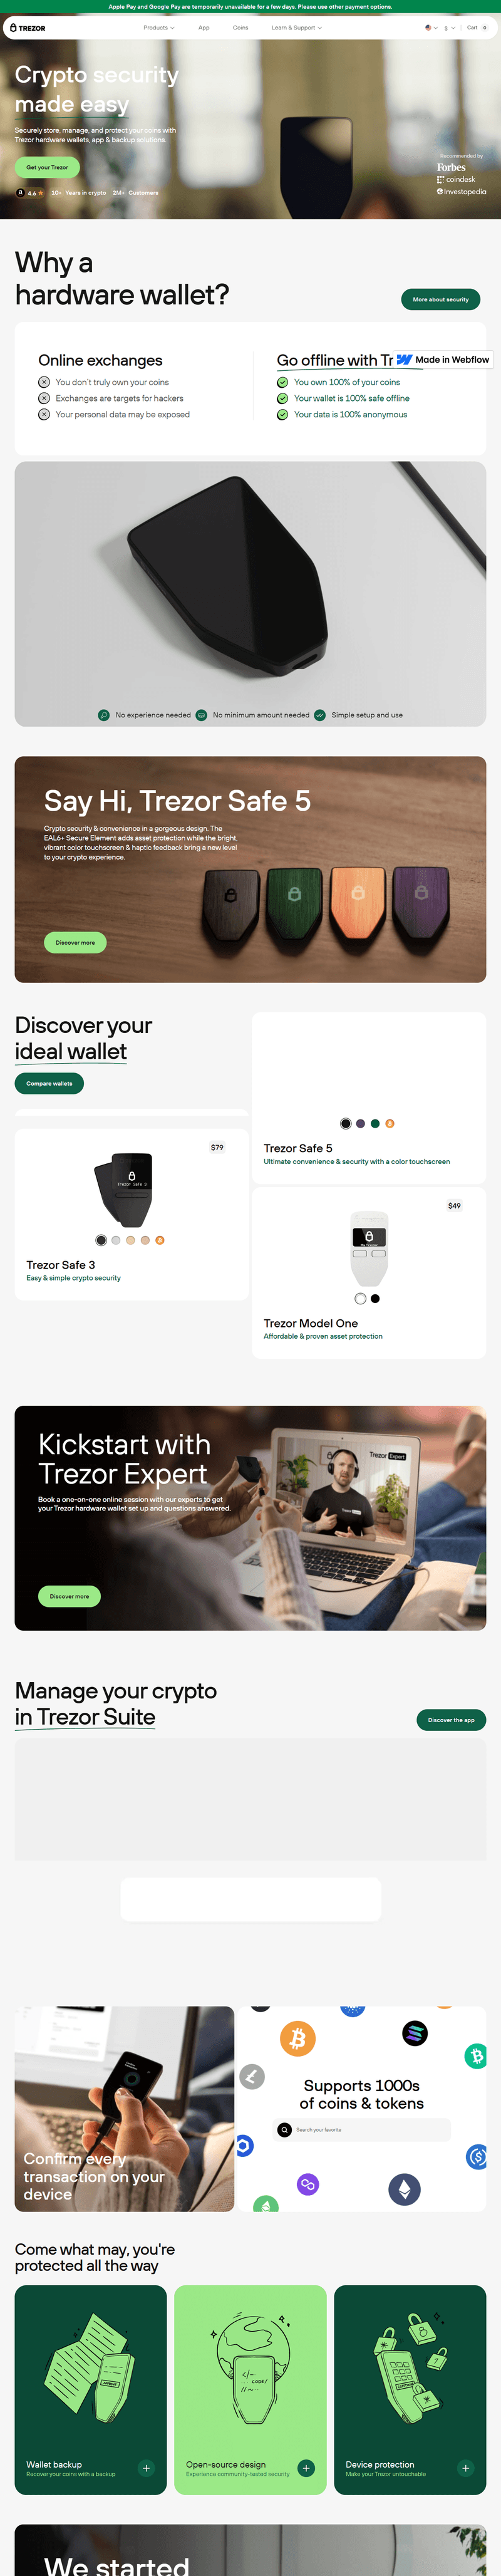 Apple Pay and Google Pay are temporarily unavailable for a few days. Please use other payment options.
TREZOR
Products
App
Coins
Learn & Support
$
Cart
0
Crypto security
made easy
Securely store, manage, and protect your coins with
Trezor hardware wallets, app & backup solutions.
Get your Trezor
4.6
10+ Years in crypto
2M+ Customers
Recommended by
Forbes
coindesk
Investopedia
Why a
hardware wallet?
More about security
Online exchanges
You don't truly own your coins
Exchanges are targets for hackers
Your personal data may be exposed
Go offline with Tr
Made in Webflow
You own 100% of your coins
Your wallet is 100% safe offline
Your data is 100% anonymous
No experience needed
No minimum amount needed
Simple setup and use
Say Hi, Trezor Safe 5
Crypto security & convenience in a gorgeous design. The
EAL6+ Secure Element adds asset protection while the bright,
vibrant color touchscreen & haptic feedback bring a new level
to your crypto experience.
Discover more
Discover your
ideal wallet
Compare wallets
Trezor Safe 5
Ultimate convenience & security with a color touchscreen
$79
Trezor Safe 3
Trezor Safe 3
Easy & simple crypto security
$49
Trezor Model One
Affordable & proven asset protection
Kickstart with
Trezor Expert
Book a one-on-one online session with our experts to get
your Trezor hardware wallet set up and questions answered.
Trezor Expert
Discover more
Manage your crypto
in Trezor Suite
Discover the app
Confirm every
transaction on your
device
Supports 1000s
of coins & tokens
Search your favorite
Come what may, you're
protected all the way
</> CODE/
Wallet backup
Recover your coins with a backup
Open-source design
Experience community-tested security
Device protection
Make your Trezor untouchable
We started